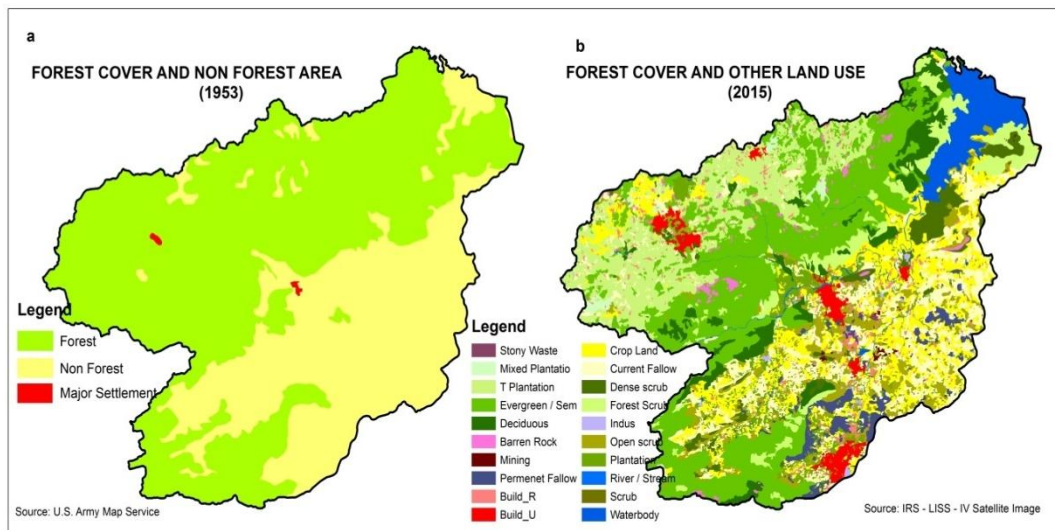 a
FOREST COVER AND NON FOREST AREA
(1953)
Legend
Forest
Non Forest
Major Settlement
Source: U.S. Army Map Service
b
FOREST COVER AND OTHER LAND USE
(2015)
Legend
Stony Waste
Mixed Plantatio
T Plantation
Evergreen / Sem
Deciduous
Barren Rock
Mining
Permenet Fallow
Build_R
Build_U
Crop Land
Current Fallow
Dense scrub
Forest Scrub
Indus
Open scrub
Plantation
River / Stream
Scrub
Waterbody
Source: IRS - LISS - IV Satellite Image